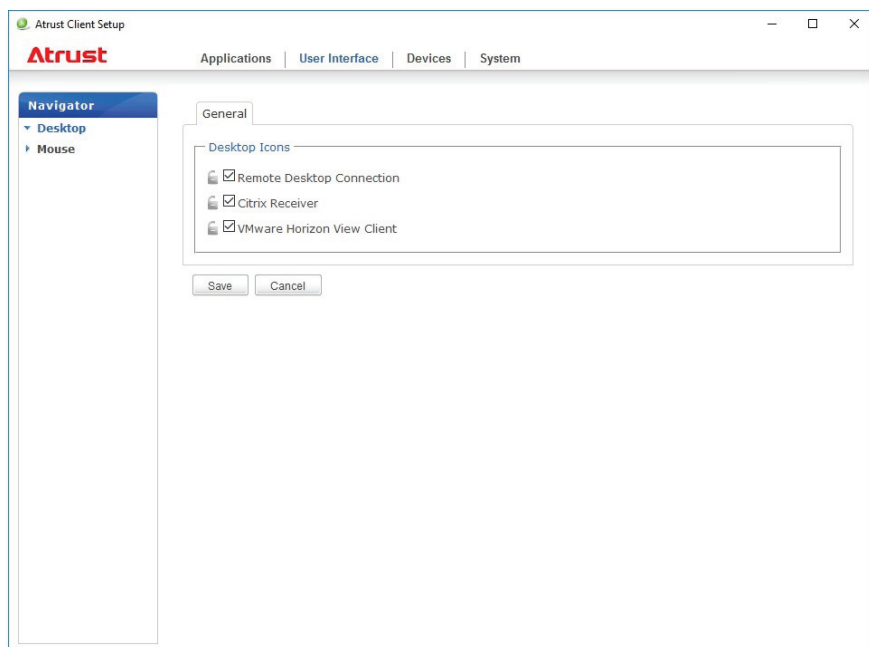 Atrust Client Setup
Atrust
Applications | User Interface | Devices | System
Navigator
Desktop
Mouse
General
Desktop Icons
Remote Desktop Connection
Citrix Receiver
VMware Horizon View Client
Save Cancel